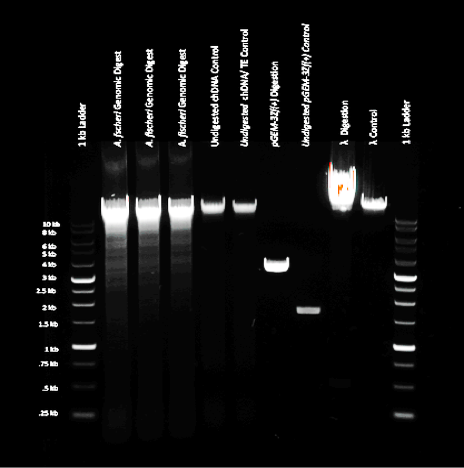 1 kb Ladder
A. fischeri Genomic Digest
A. fischeri Genomic Digest
A. fischeri Genomic Digest
Undigested chDNA Control
Undigested chDNA/ TE Control
pGEM-3Zf(+) Digestion
Undigested pGEM-3Zf(+) Control
λ Digestion
λ Control
1 kb Ladder
10 kb
8 kb
6 kb
5 kb
4 kb
3 kb
2.5 kb
2 kb
1.5 kb
1 kb
.75 kb
.5 kb
.25 kb